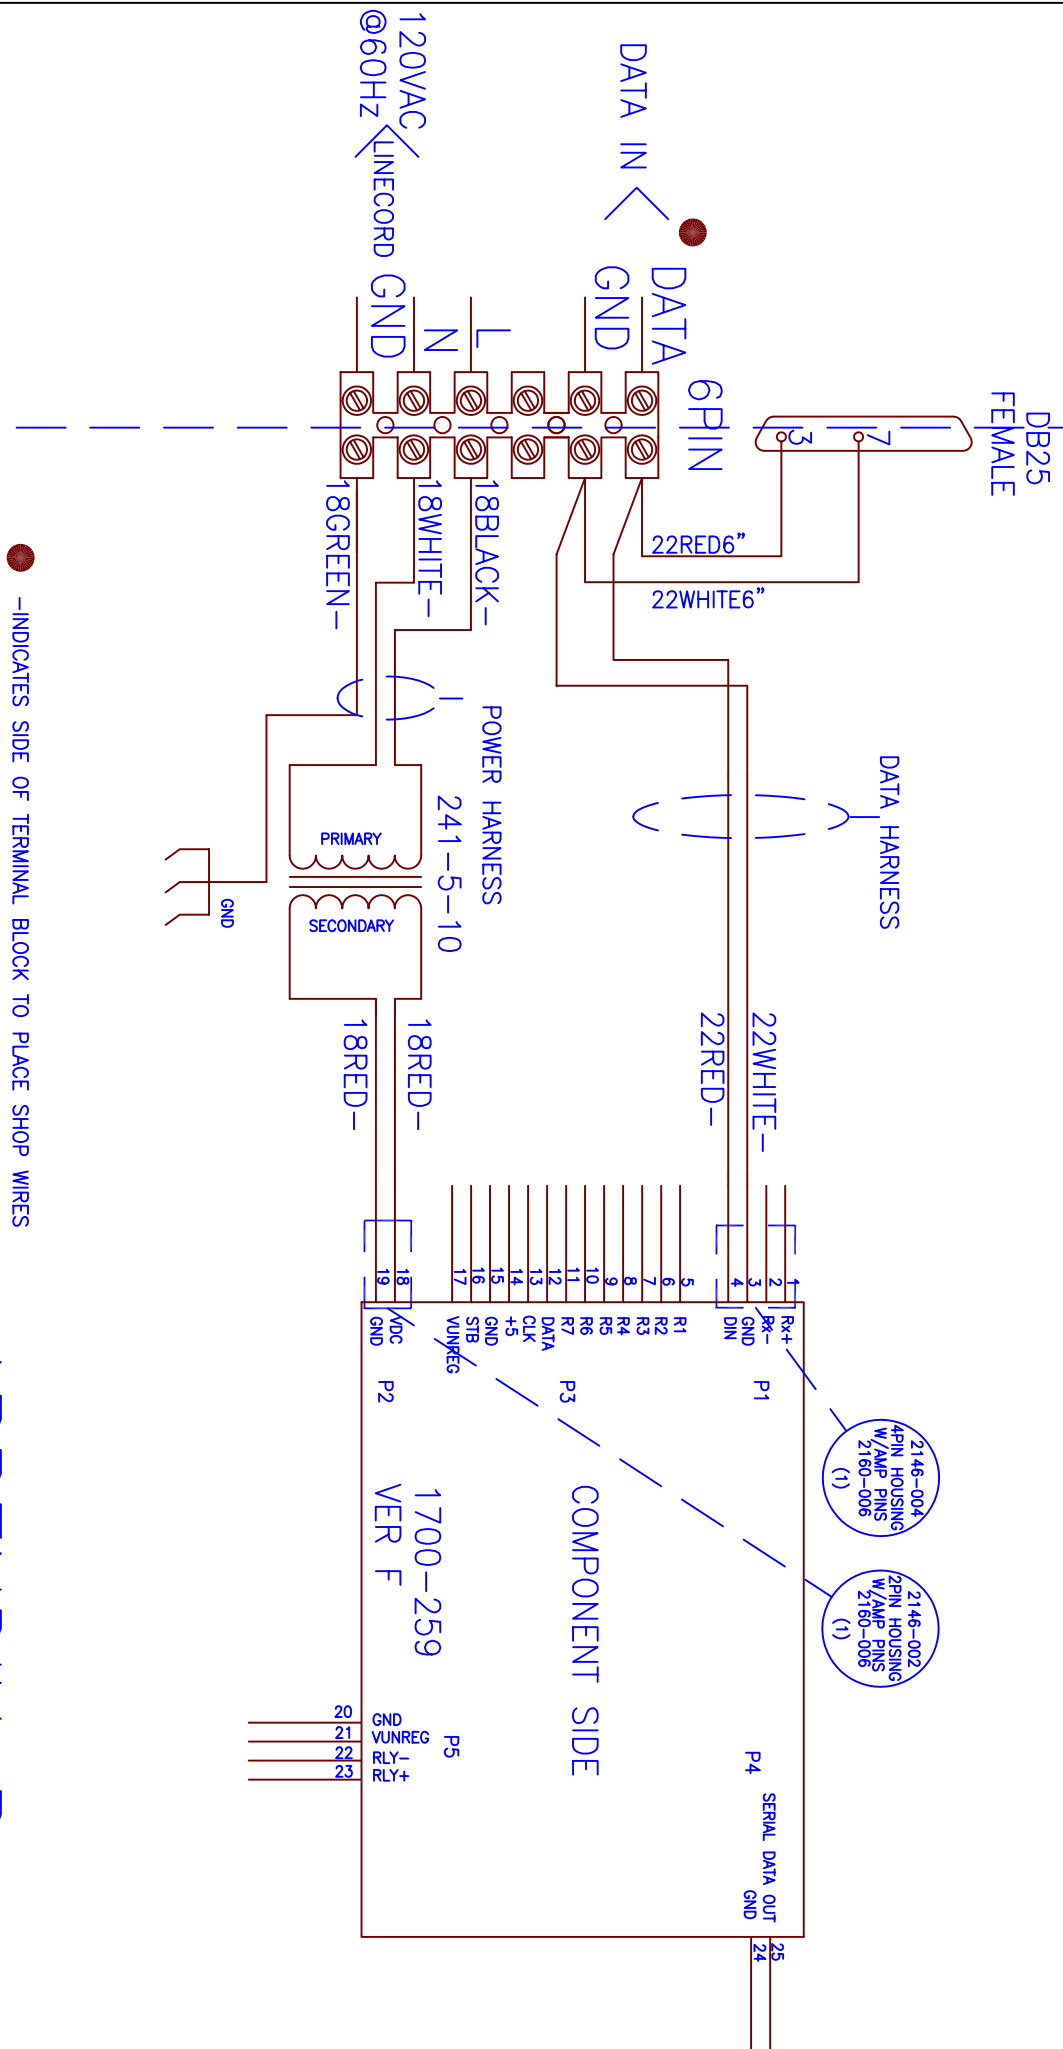 DB25
FEMALE
7
3
6PIN
DATA IN
DATA
GND
L
N
GND
120VAC
@60Hz
LINECORD
22RED6"
22WHITE6"
18BLACK-
18WHITE-
18GREEN-
DATA HARNESS
POWER HARNESS
241-5-10
PRIMARY
SECONDARY
GND
22WHITE-
22RED-
18RED-
18RED-
1 Rx+
2 Rx-
3 GND
4 DIN
P1
5 R1
6 R2
7 R3
8 R4
9 R5
10 R6
11 R7
12 DATA
13 CLK
14 +5
15 GND
16 STB
17 VUNREG
P3
18 VDC
19 GND
P2
2146-004
4PIN HOUSING
W/AMP PINS
2160-006
(1)
2146-002
2PIN HOUSING
W/AMP PINS
2160-006
(1)
COMPONENT SIDE
1700-259
VER F
P4
SERIAL DATA OUT 25
GND 24
P5
20 GND
21 VUNREG
22 RLY-
23 RLY+
-INDICATES SIDE OF TERMINAL BLOCK TO PLACE SHOP WIRES